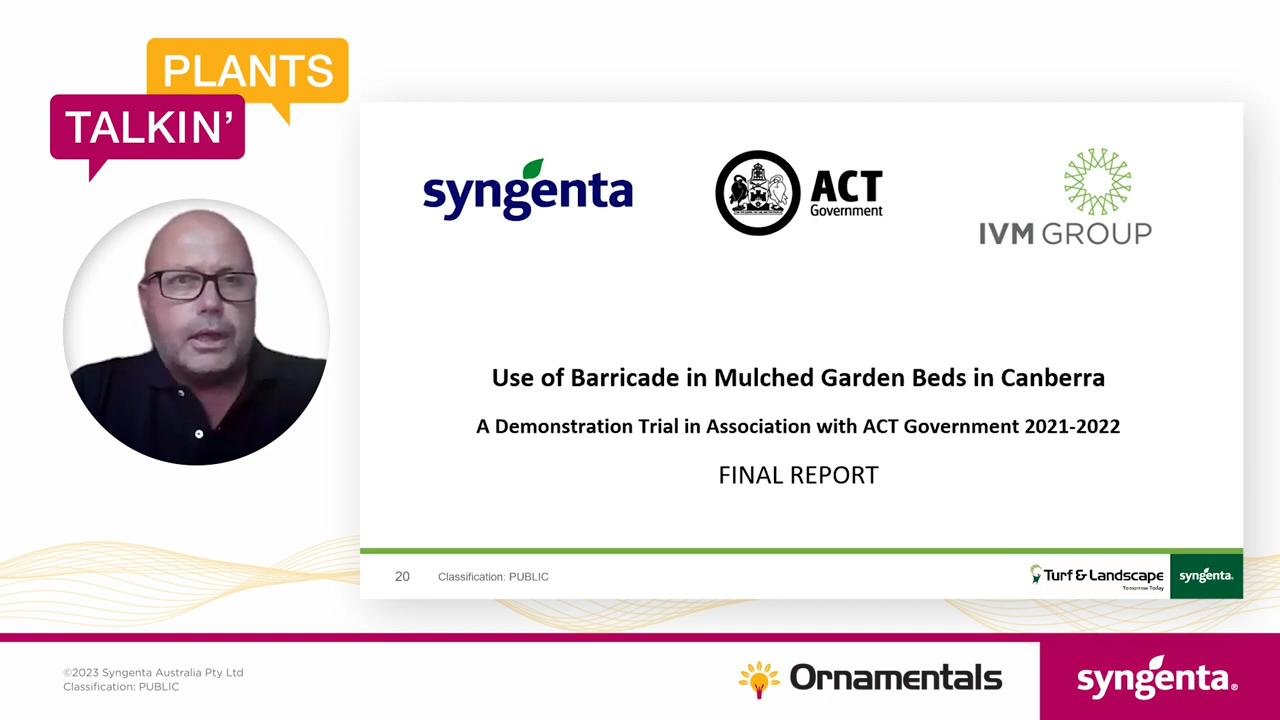 PLANTS
TALKIN'
syngenta
ACT
Government
IVM GROUP
Use of Barricade in Mulched Garden Beds in Canberra
A Demonstration Trial in Association with ACT Government 2021-2022
FINAL REPORT
20
Classification: PUBLIC
Turf & Landscape
Tomorrow Today
syngenta
©2023 Syngenta Australia Pty Ltd
Classification: PUBLIC
Ornamentals
syngenta®